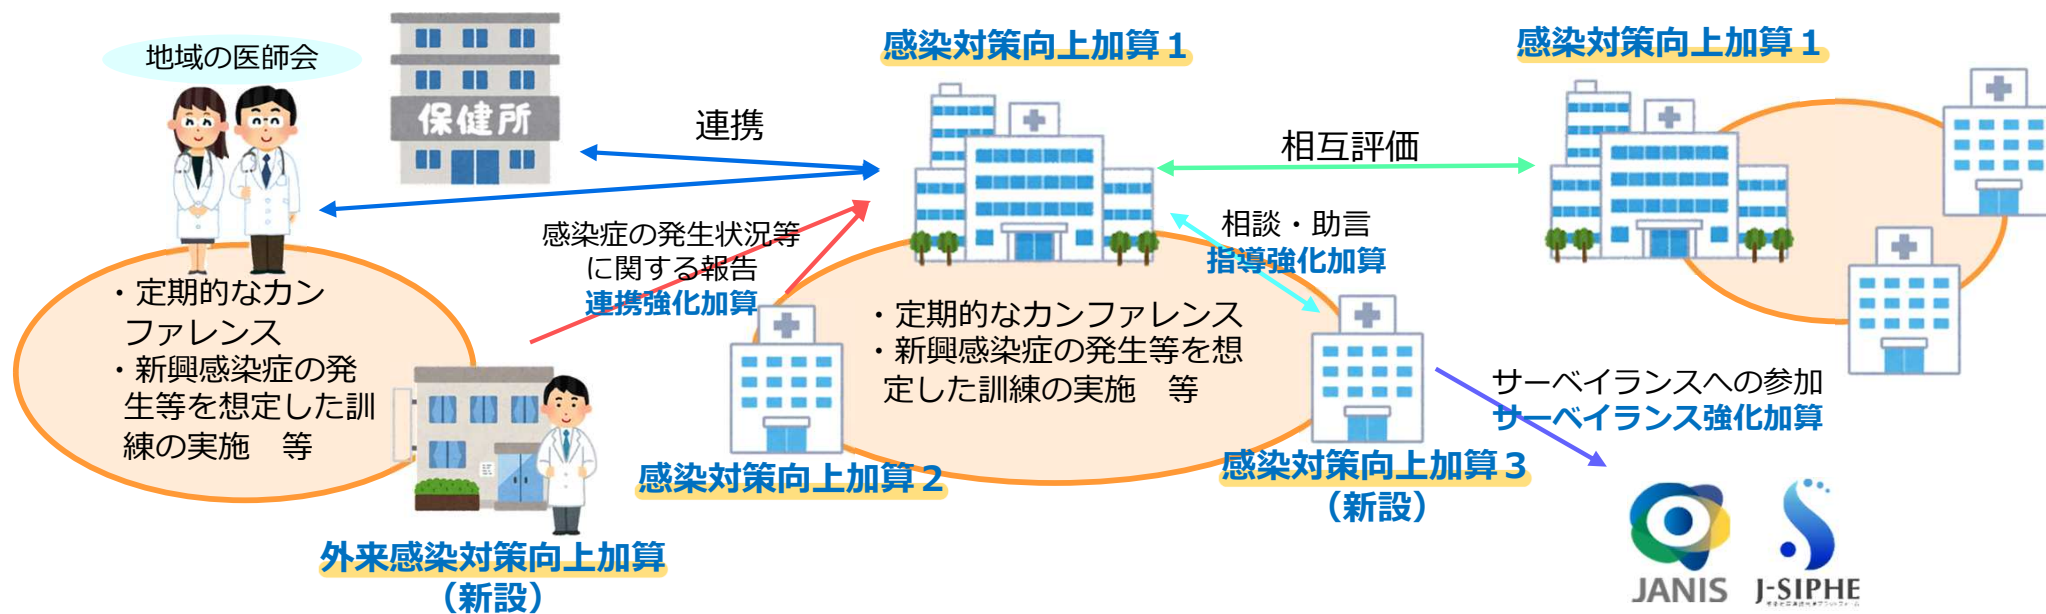 地域の医師会
保健所
連携
感染対策向上加算１
相互評価
感染対策向上加算１
感染症の発生状況等
に関する報告
連携強化加算
相談・助言
指導強化加算
・定期的なカン
ファレンス
・新興感染症の発
生等を想定した訓
練の実施　等
・定期的なカンファレンス
・新興感染症の発生等を想
定した訓練の実施　等
サーベイランスへの参加
サーベイランス強化加算
感染対策向上加算２
感染対策向上加算３
（新設）
外来感染対策向上加算
（新設）
JANIS
J-SIPHE